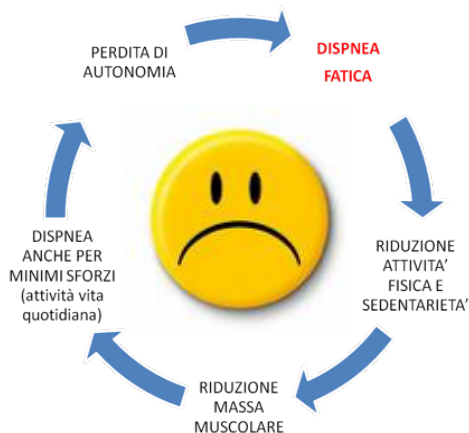 PERDITA DI
AUTONOMIA
DISPNEA
FATICA
RIDUZIONE
ATTIVITA’
FISICA E
SEDENTARIETA’
RIDUZIONE
MASSA
MUSCOLARE
DISPNEA
ANCHE PER
MINIMI SFORZI
(attività vita
quotidiana)